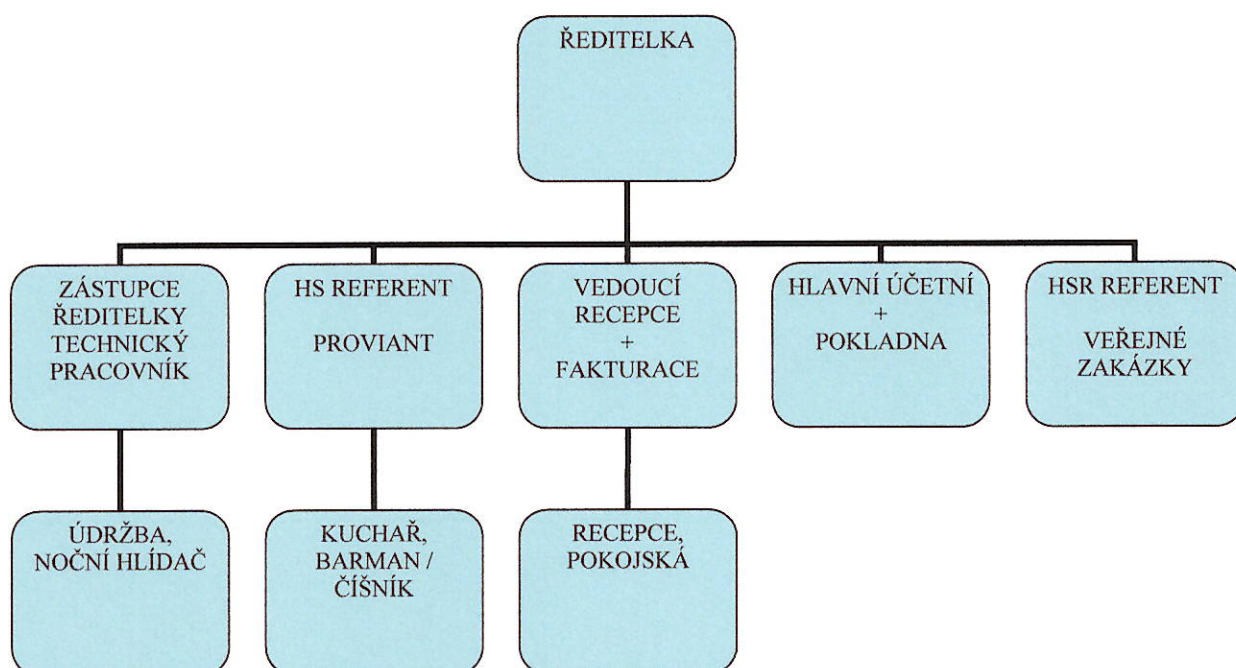 ŘEDITELKA
ZÁSTUPCE
ŘEDITELKY
TECHNICKÝ
PRACOVNÍK
HS REFERENT
PROVIANT
VEDOUCÍ
RECEPCE
+
FAKTURACE
HLAVNÍ ÚČETNÍ
+
POKLADNA
HSR REFERENT
VEŘEJNÉ
ZAKÁZKY
ÚDRŽBA,
NOČNÍ HLÍDAČ
KUCHAŘ,
BARMAN /
ČÍŠNÍK
RECEPCE,
POKOJSKÁ